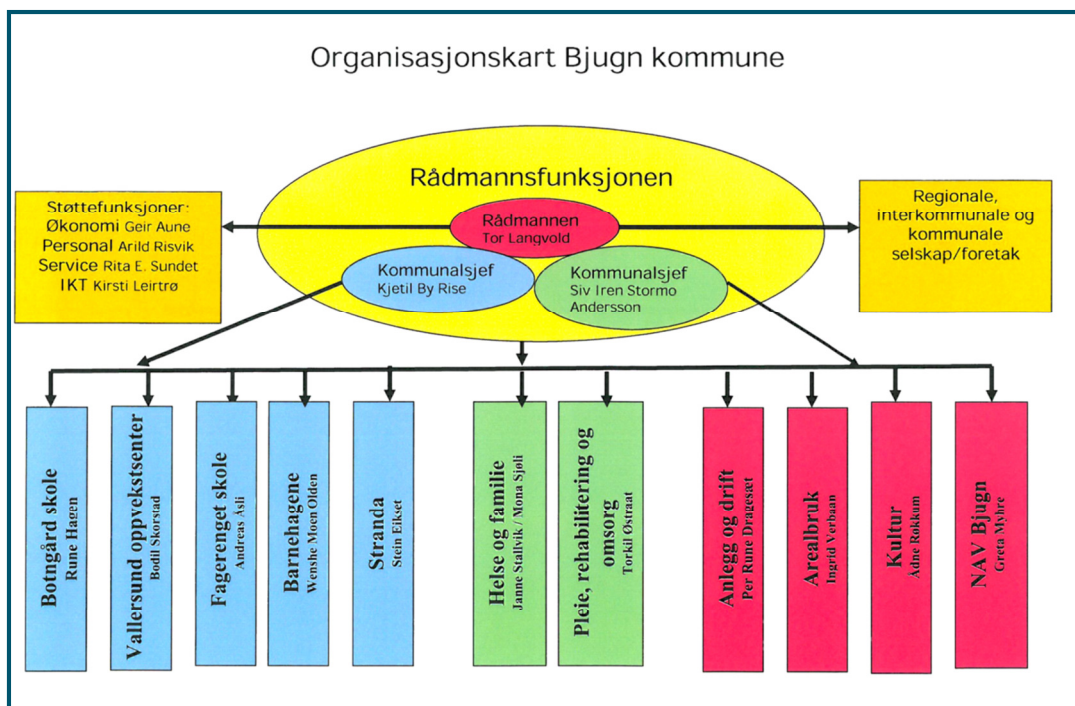 Organisasjonskart Bjugn kommune
Rådmannsfunksjonen
Støttefunksjoner:
Økonomi Geir Aune
Personal Arild Risvik
Service Rita E. Sundet
IKT Kirsti Leirtrø
Rådmannen
Tor Langvold
Kommunalsjef
Kjetil By Rise
Kommunalsjef
Siv Iren Stormo
Andersson
Regionale,
interkommunale og
kommunale
selskap/foretak
Botngård skole
Rune Hagen
Vallersund oppvekstsenter
Bodil Skorstad
Fagerenget skole
Andreas Åsli
Barnehagene
Wenshe Moen Olden
Stranda
Stein Eikset
Helse og familie
Janne Stallvik / Mona Sjøli
Pleie, rehabilitering og
omsorg
Torkil Østraat
Anlegg og drift
Per Rune Dragesæt
Arealbruk
Ingrid Verbaan
Kultur
Ådne Røkkum
NAV Bjugn
Greta Myhre